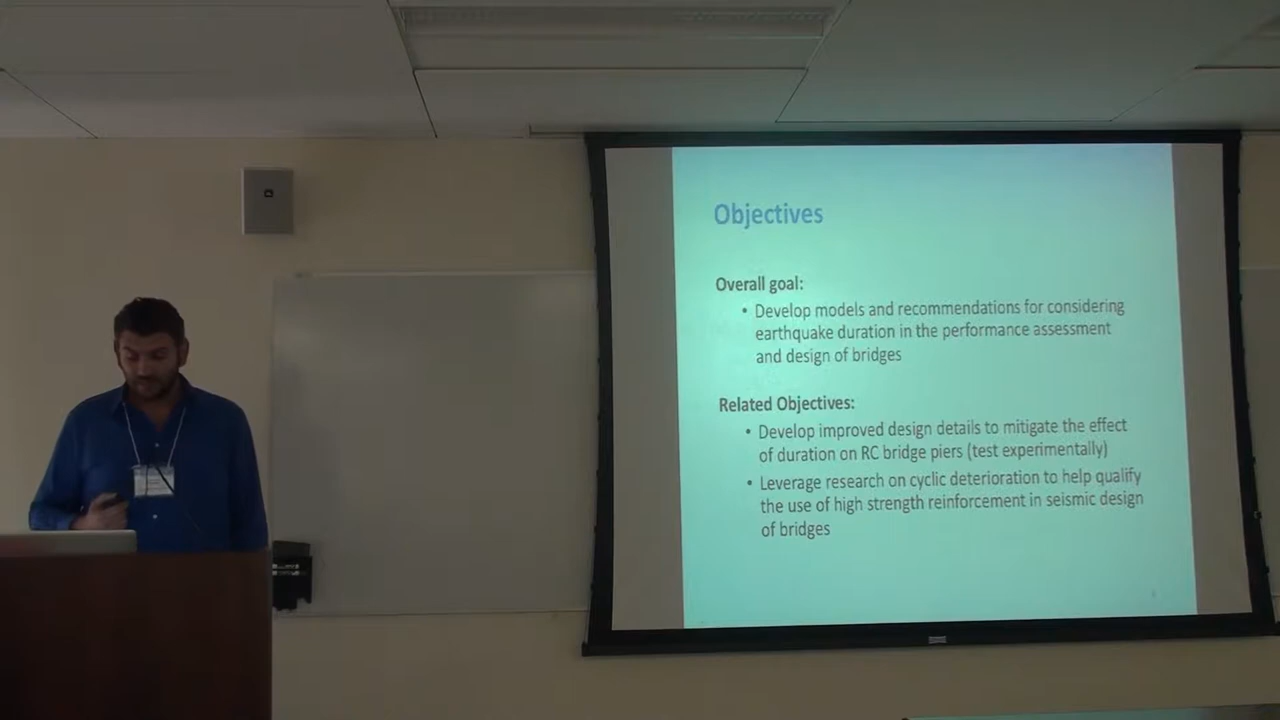 Objectives
Overall goal:
• Develop models and recommendations for considering
earthquake duration in the performance assessment
and design of bridges
Related Objectives:
• Develop improved design details to mitigate the effect
of duration on RC bridge piers (test experimentally)
• Leverage research on cyclic deterioration to help qualify
the use of high strength reinforcement in seismic design
of bridges